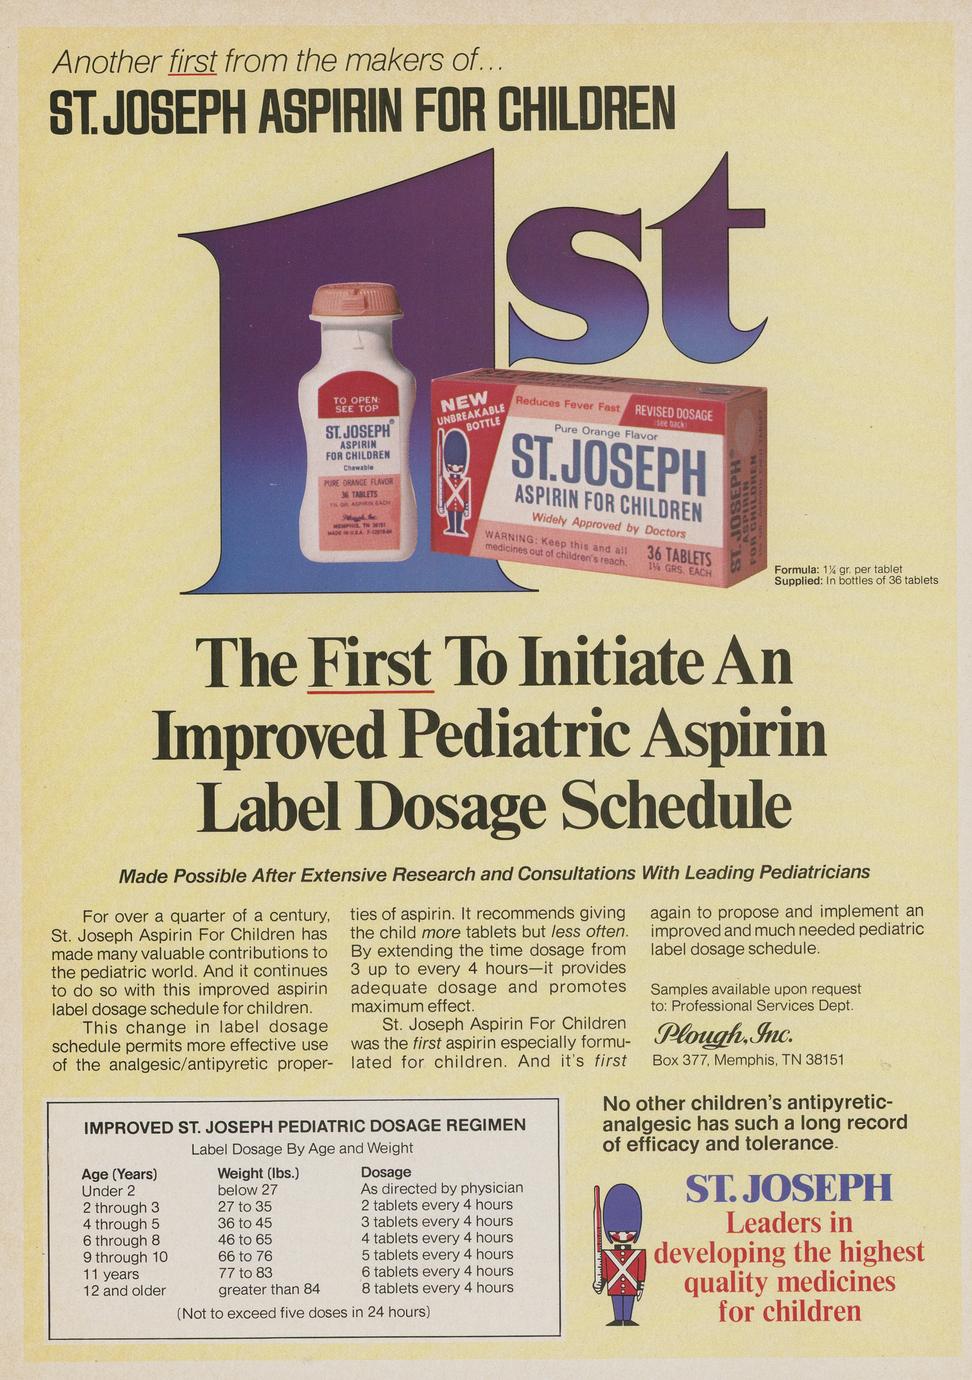 Another first from the makers of...
ST. JOSEPH ASPIRIN FOR CHILDREN
1st
TO OPEN:
SEE TOP
ST. JOSEPH®
ASPIRIN
FOR CHILDREN
Chewable
PURE ORANGE FLAVOR
36 TABLETS
1¼ GR. ASPIRIN EACH
Plough, Inc.
MEMPHIS, TN 38151
MADE IN U.S.A.
NEW
UNBREAKABLE
BOTTLE
Reduces Fever Fast
REVISED DOSAGE
(see back)
Pure Orange Flavor
ST. JOSEPH
ASPIRIN FOR CHILDREN
Widely Approved by Doctors
WARNING: Keep this and all
medicines out of children's reach.
36 TABLETS
1¼ GRS. EACH
ST. JOSEPH®
ASPIRIN
FOR CHILDREN
Formula: 1¼ gr. per tablet
Supplied: In bottles of 36 tablets
The First To Initiate An
Improved Pediatric Aspirin
Label Dosage Schedule
Made Possible After Extensive Research and Consultations With Leading Pediatricians
For over a quarter of a century,
St. Joseph Aspirin For Children has
made many valuable contributions to
the pediatric world. And it continues
to do so with this improved aspirin
label dosage schedule for children.
This change in label dosage
schedule permits more effective use
of the analgesic/antipyretic proper-
ties of aspirin. It recommends giving
the child more tablets but less often.
By extending the time dosage from
3 up to every 4 hours—it provides
adequate dosage and promotes
maximum effect.
St. Joseph Aspirin For Children
was the first aspirin especially formu-
lated for children. And it's first
again to propose and implement an
improved and much needed pediatric
label dosage schedule.
Samples available upon request
to: Professional Services Dept.
Plough, Inc.
Box 377, Memphis, TN 38151
IMPROVED ST. JOSEPH PEDIATRIC DOSAGE REGIMEN
Label Dosage By Age and Weight
Age (Years) Weight (lbs.) Dosage
Under 2 below 27 As directed by physician
2 through 3 27 to 35 2 tablets every 4 hours
4 through 5 36 to 45 3 tablets every 4 hours
6 through 8 46 to 65 4 tablets every 4 hours
9 through 10 66 to 76 5 tablets every 4 hours
11 years 77 to 83 6 tablets every 4 hours
12 and older greater than 84 8 tablets every 4 hours
(Not to exceed five doses in 24 hours)
No other children's antipyretic-
analgesic has such a long record
of efficacy and tolerance.
ST. JOSEPH
Leaders in
developing the highest
quality medicines
for children